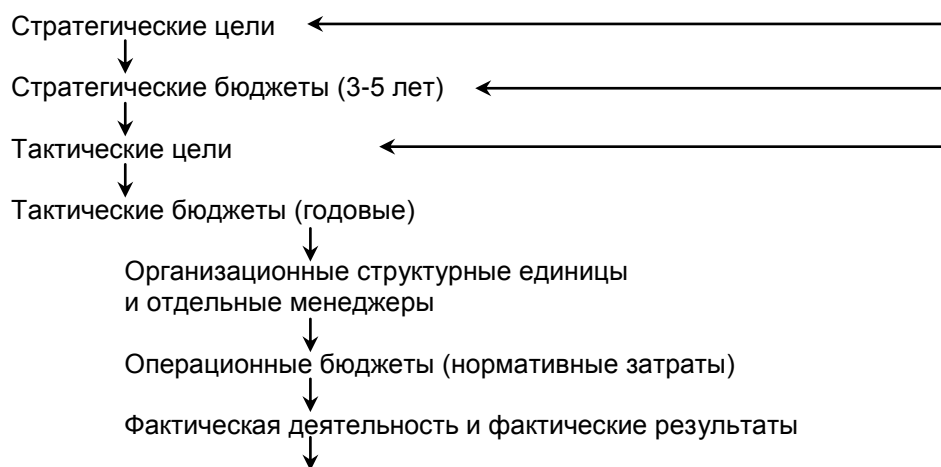 Стратегические цели
Стратегические бюджеты (3-5 лет)
Тактические цели
Тактические бюджеты (годовые)
Организационные структурные единицы
и отдельные менеджеры
Операционные бюджеты (нормативные затраты)
Фактическая деятельность и фактические результаты